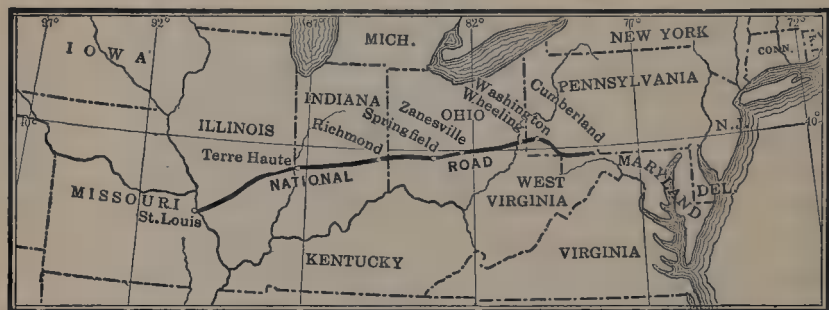 97°
92°
87°
82°
77°
72°
IOWA
MICH.
NEW YORK
CONN.
PENNSYLVANIA
ILLINOIS
INDIANA
OHIO
N.J.
40°
40°
Richmond
Springfield
Zanesville
Wheeling
Washington
Cumberland
Terre Haute
NATIONAL ROAD
MISSOURI
St. Louis
WEST
VIRGINIA
MARYLAND
DEL.
KENTUCKY
VIRGINIA